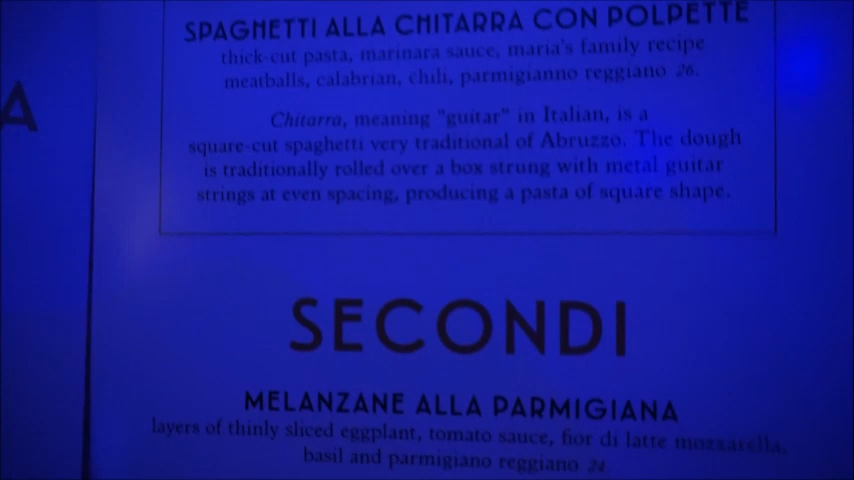 A
SPAGHETTI ALLA CHITARRA CON POLPETTE
thick-cut pasta, marinara sauce, maria's family recipe
meatballs, calabrian, chili, parmigianno reggiano 26.
Chitarra, meaning "guitar" in Italian, is a
square-cut spaghetti very traditional of Abruzzo. The dough
is traditionally rolled over a box strung with metal guitar
strings at even spacing, producing a pasta of square shape.
SECONDI
MELANZANE ALLA PARMIGIANA
layers of thinly sliced eggplant, tomato sauce, fior di latte mozzarella,
basil and parmigiano reggiano 24